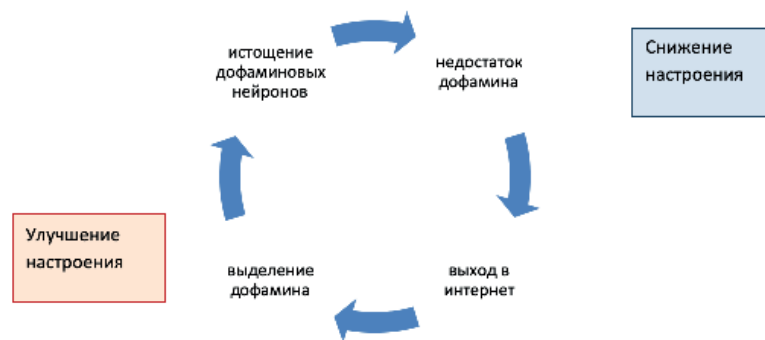 истощение
дофаминовых
нейронов
недостаток
дофамина
Снижение
настроения
Улучшение
настроения
выделение
дофамина
выход в
интернет